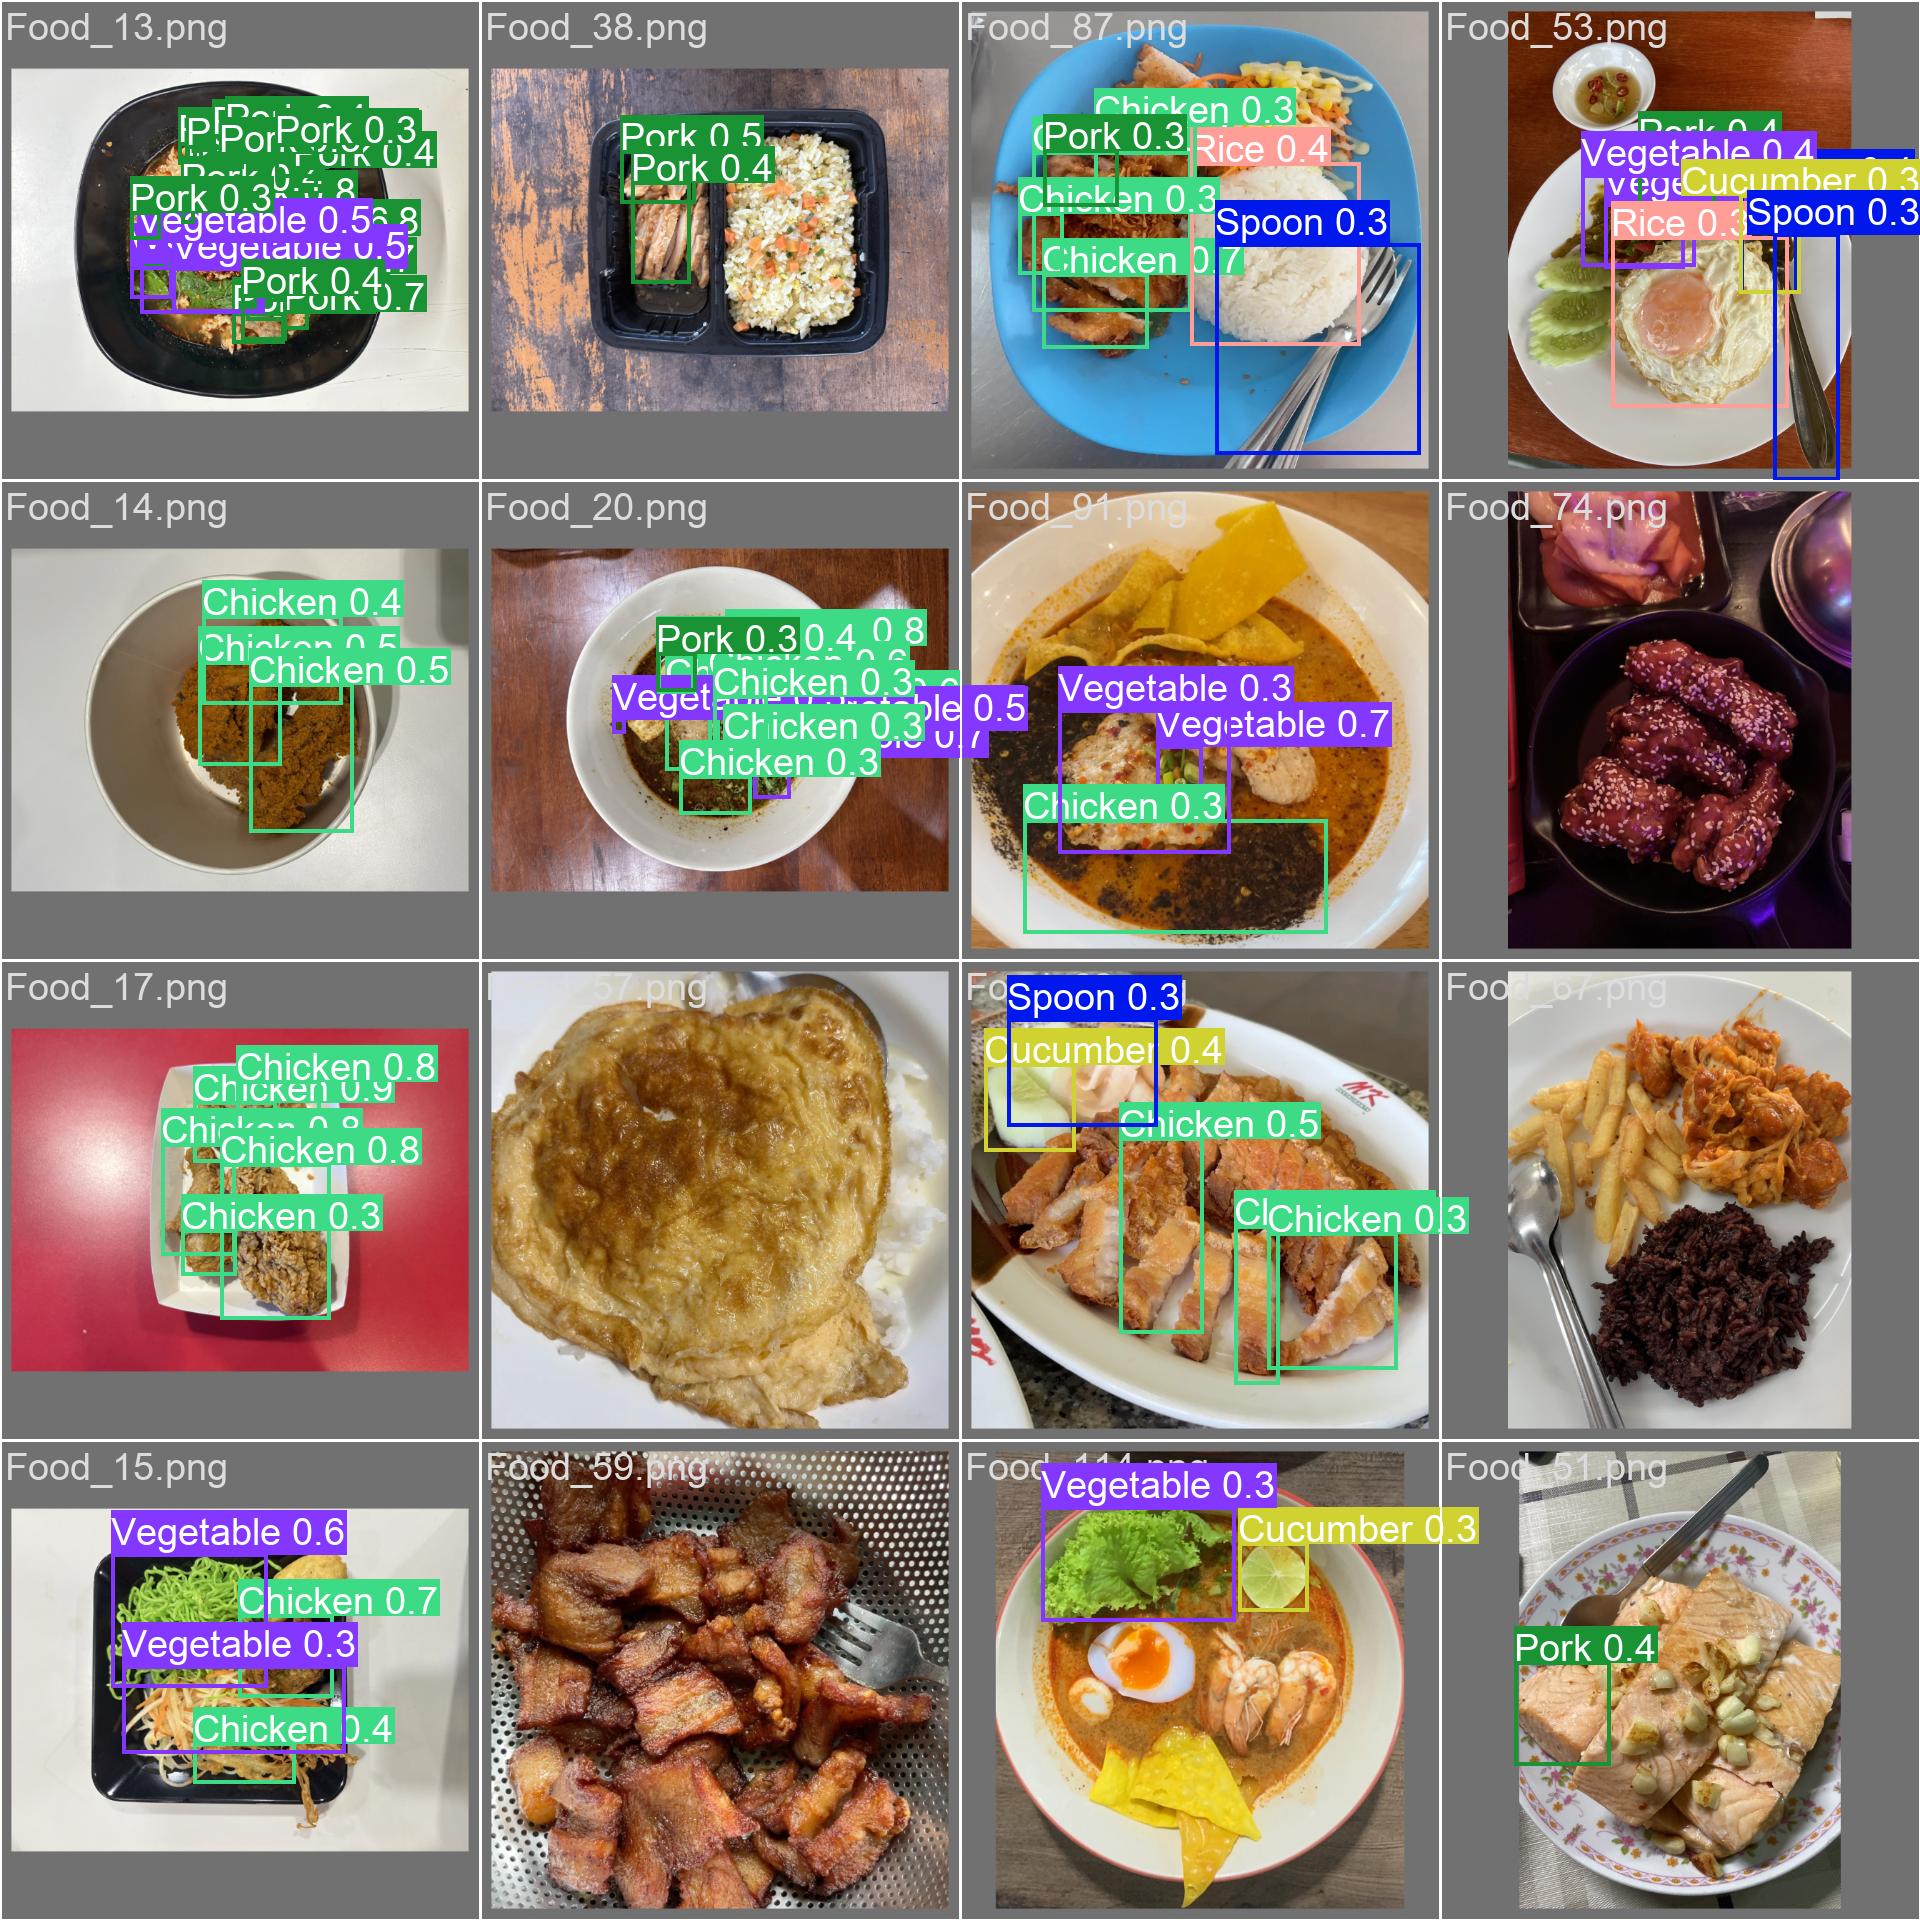 Food_13.png
Pork 0.3
Pork 0.4
Pork 0.3
0.8
Vegetable 0.5
Vegetable 0.5
Pork 0.4
Pork 0.7
Food_38.png
Pork 0.5
Pork 0.4
Food_87.png
Chicken 0.3
Pork 0.3
Rice 0.4
Chicken 0.3
Spoon 0.3
Chicken 0.7
Food_53.png
Pork 0.4
Vegetable 0.4
Cucumber 0.3
Rice 0.3
Spoon 0.3
Food_14.png
Chicken 0.4
Chicken 0.5
Chicken 0.5
Food_20.png
0.8
Pork 0.3
0.4
Chicken 0.3
0.5
Chicken 0.3
0.7
Chicken 0.3
Food_91.png
Vegetable 0.3
Vegetable 0.7
Chicken 0.3
Food_74.png
Food_17.png
Chicken 0.8
Chicken 0.9
Chicken 0.8
Chicken 0.8
Chicken 0.3
57.png
Spoon 0.3
Cucumber 0.4
MK
Chicken 0.5
Chicken 0.3
Food_67.png
Food_15.png
Vegetable 0.6
Chicken 0.7
Vegetable 0.3
Chicken 0.4
Food_59.png
Food_114.png
Vegetable 0.3
Cucumber 0.3
Food_51.png
Pork 0.4